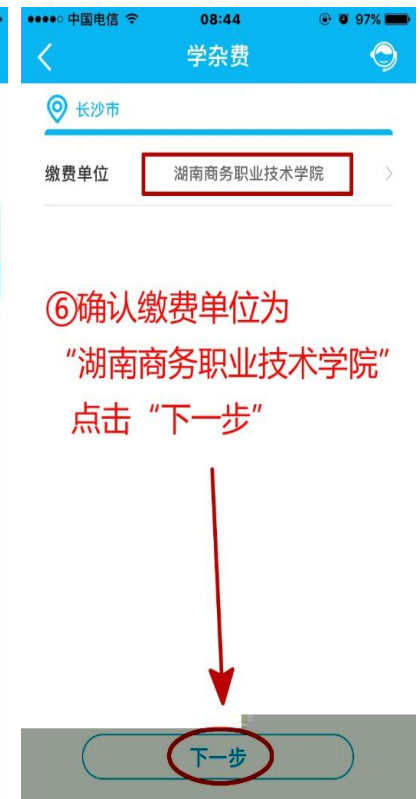 中国电信 08:44 97%
学杂费
长沙市
缴费单位 湖南商务职业技术学院
⑥确认缴费单位为
“湖南商务职业技术学院”
点击“下一步”
下一步